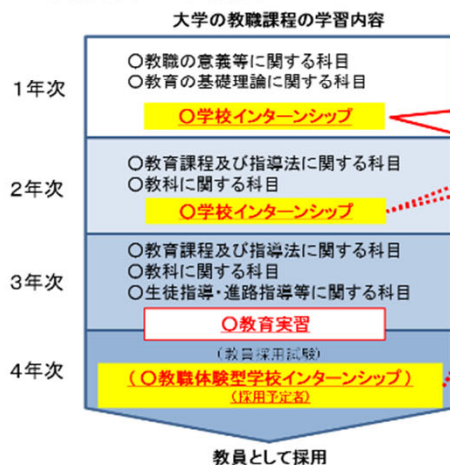 大学の教職課程の学習内容
1年次
○教職の意義等に関する科目
○教育の基礎理論に関する科目
○学校インターンシップ
2年次
○教育課程及び指導法に関する科目
○教科に関する科目
○学校インターンシップ
3年次
○教育課程及び指導法に関する科目
○教科に関する科目
○生徒指導・進路指導等に関する科目
○教育実習
4年次
(教員採用試験)
(○教職体験型学校インターンシップ)
(採用予定者)
教員として採用